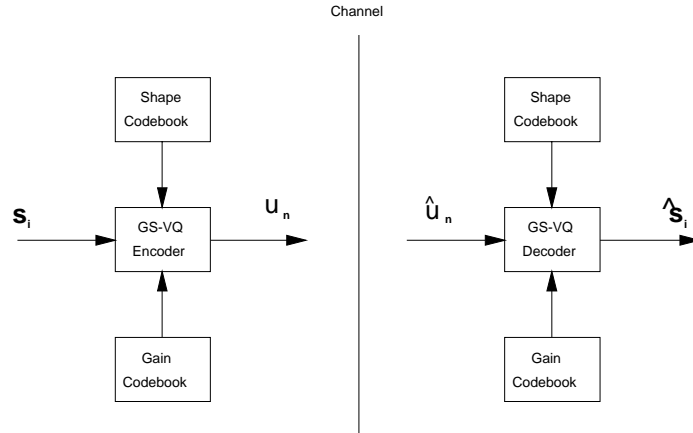 Channel
Shape
Codebook
Shape
Codebook
s_i
GS-VQ
Encoder
u_n
û_n
GS-VQ
Decoder
ŝ_i
Gain
Codebook
Gain
Codebook